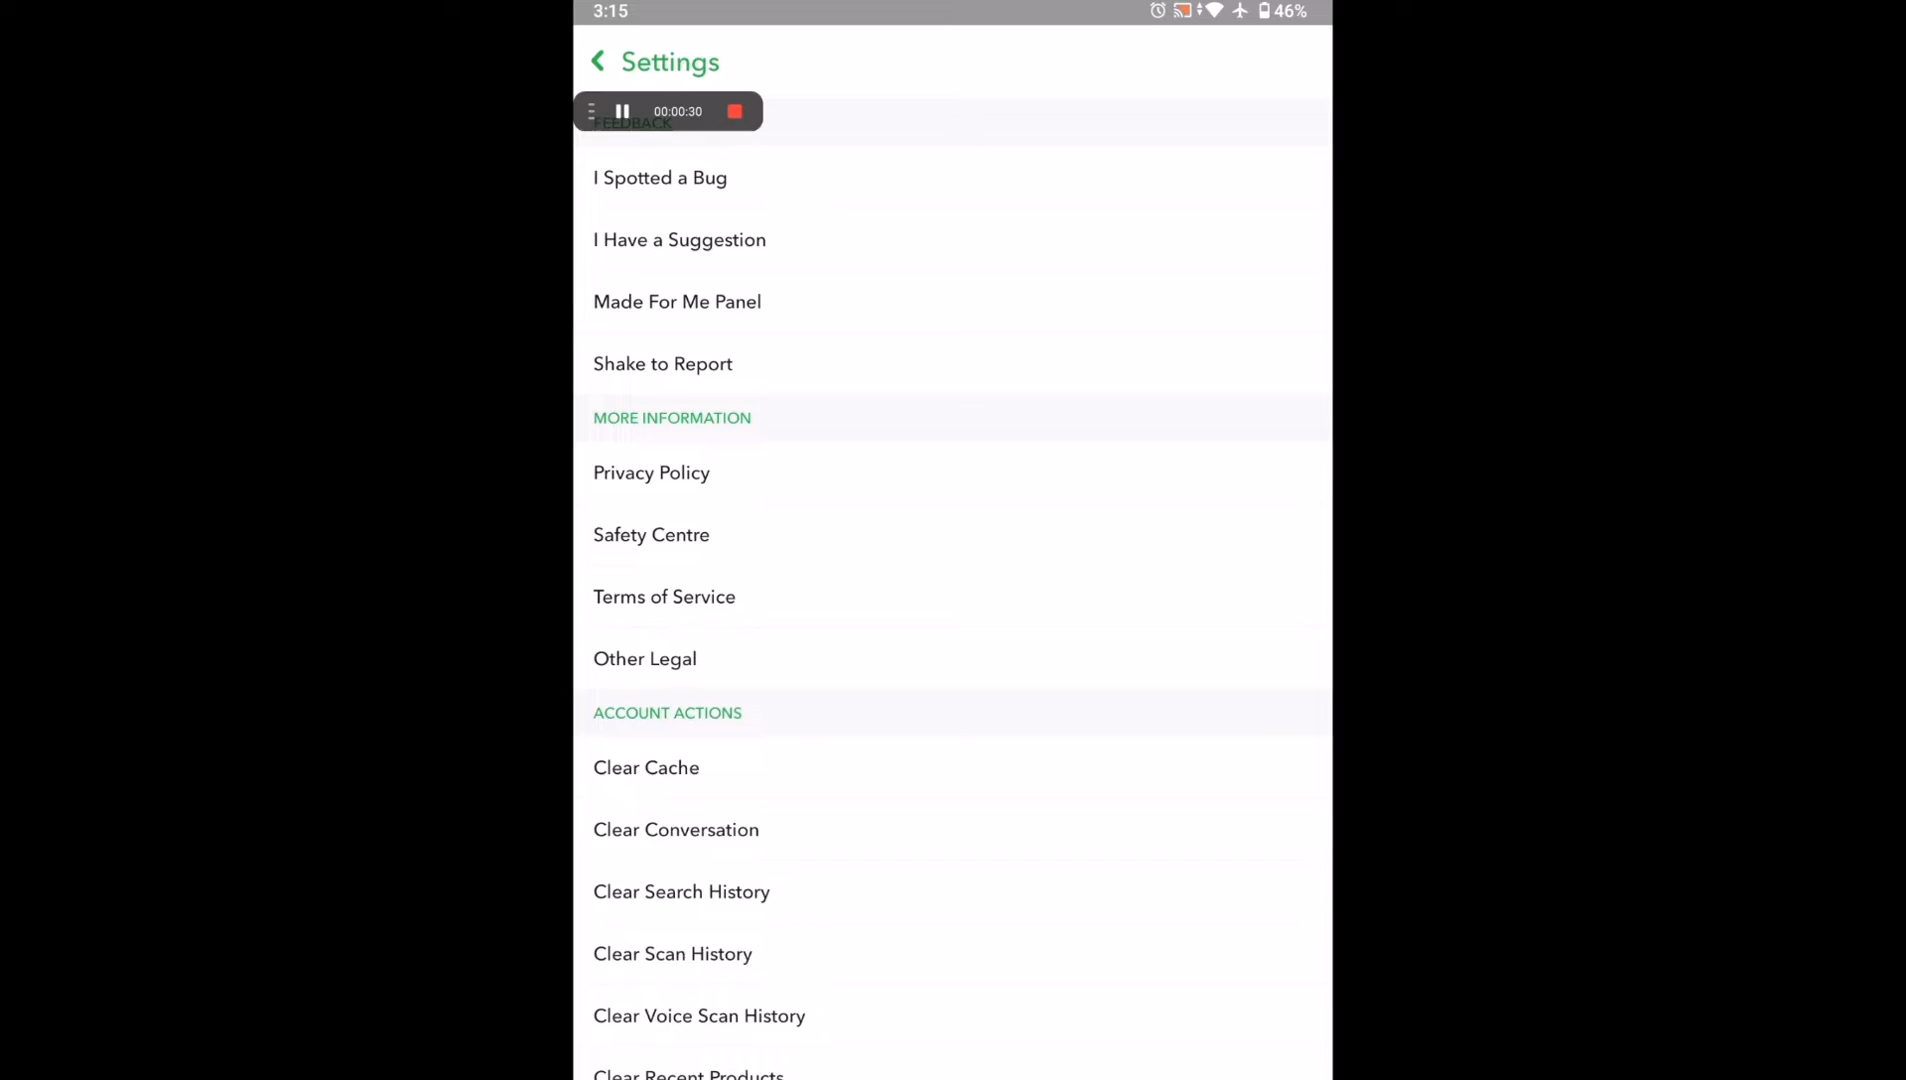 3:15
46%
Settings
00:00:30
FEEDBACK
I Spotted a Bug
I Have a Suggestion
Made For Me Panel
Shake to Report
MORE INFORMATION
Privacy Policy
Safety Centre
Terms of Service
Other Legal
ACCOUNT ACTIONS
Clear Cache
Clear Conversation
Clear Search History
Clear Scan History
Clear Voice Scan History
Clear Recent Products